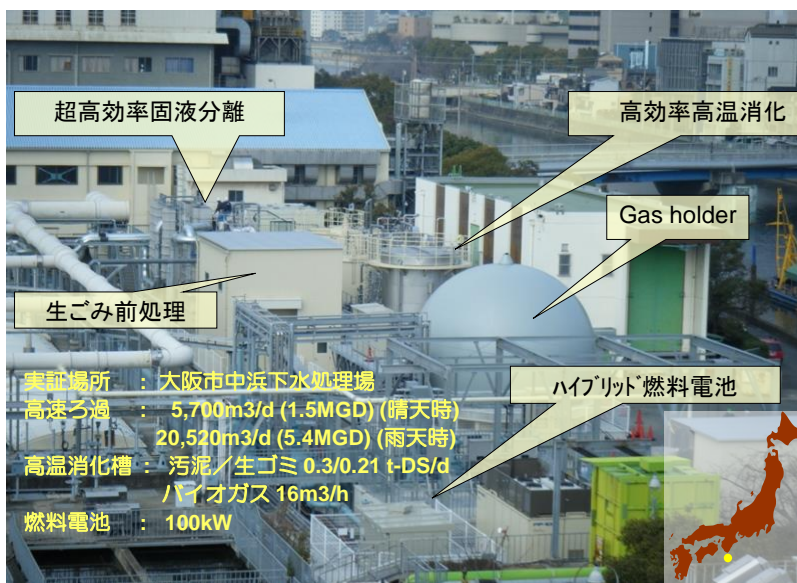 超高効率固液分離
高効率高温消化
Gas holder
生ごみ前処理
ﾊｲﾌﾞﾘｯﾄﾞ燃料電池
実証場所 : 大阪市中浜下水処理場
高速ろ過 : 5,700m3/d (1.5MGD) (晴天時)
20,520m3/d (5.4MGD) (雨天時)
高温消化槽 : 汚泥／生ゴミ 0.3/0.21 t-DS/d
バイオガス 16m3/h
燃料電池 : 100kW